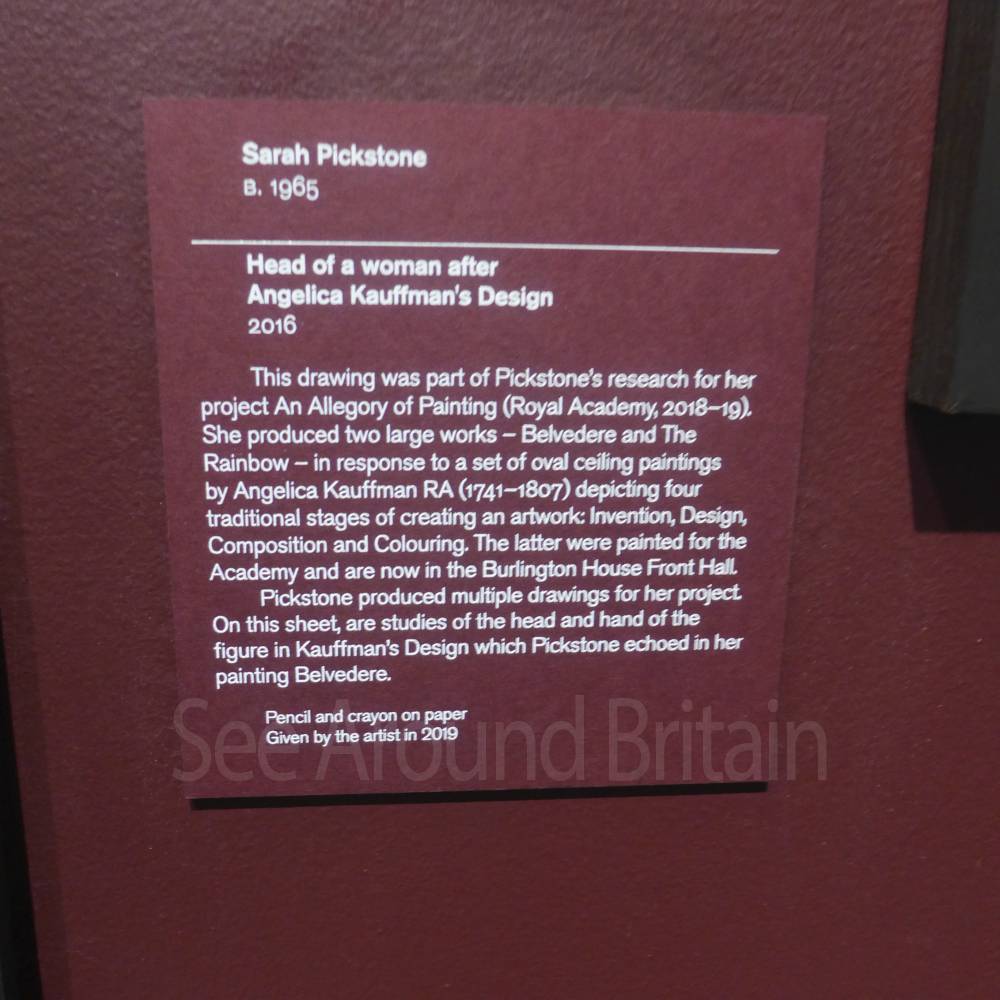 Sarah Pickstone
B. 1965
Head of a woman after
Angelica Kauffman's Design
2016
This drawing was part of Pickstone's research for her
project An Allegory of Painting (Royal Academy, 2018–19).
She produced two large works – Belvedere and The
Rainbow – in response to a set of oval ceiling paintings
by Angelica Kauffman RA (1741–1807) depicting four
traditional stages of creating an artwork: Invention, Design,
Composition and Colouring. The latter were painted for the
Academy and are now in the Burlington House Front Hall.
Pickstone produced multiple drawings for her project.
On this sheet, are studies of the head and hand of the
figure in Kauffman's Design which Pickstone echoed in her
painting Belvedere.
Pencil and crayon on paper
Given by the artist in 2019
See Around Britain